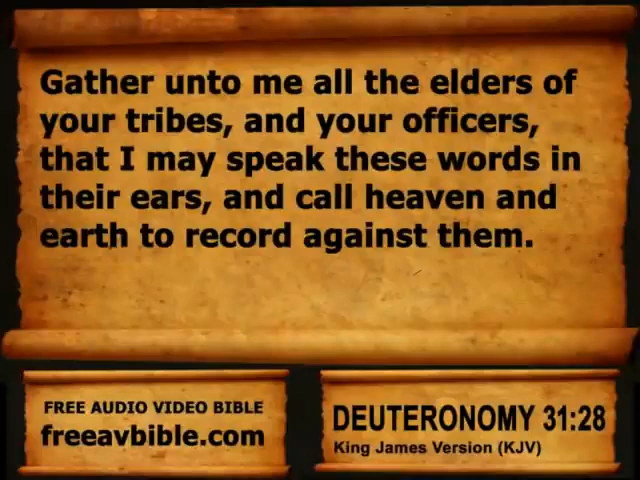 Gather unto me all the elders of
your tribes, and your officers,
that I may speak these words in
their ears, and call heaven and
earth to record against them.
FREE AUDIO VIDEO BIBLE
freeavbible.com
DEUTERONOMY 31:28
King James Version (KJV)